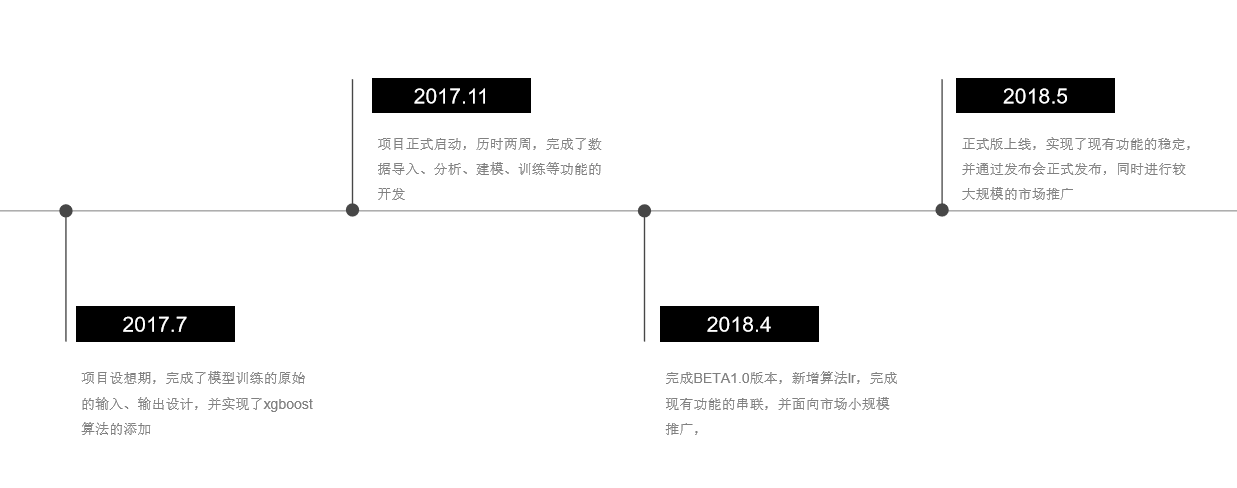 2017.11
项目正式启动，历时两周，完成了数
据导入、分析、建模、训练等功能的
开发
2018.5
正式版上线，实现了现有功能的稳定，
并通过发布会正式发布，同时进行较
大规模的市场推广
2017.7
项目设想期，完成了模型训练的原始
的输入、输出设计，并实现了xgboost
算法的添加
2018.4
完成BETA1.0版本，新增算法lr，完成
现有功能的串联，并面向市场小规模
推广，